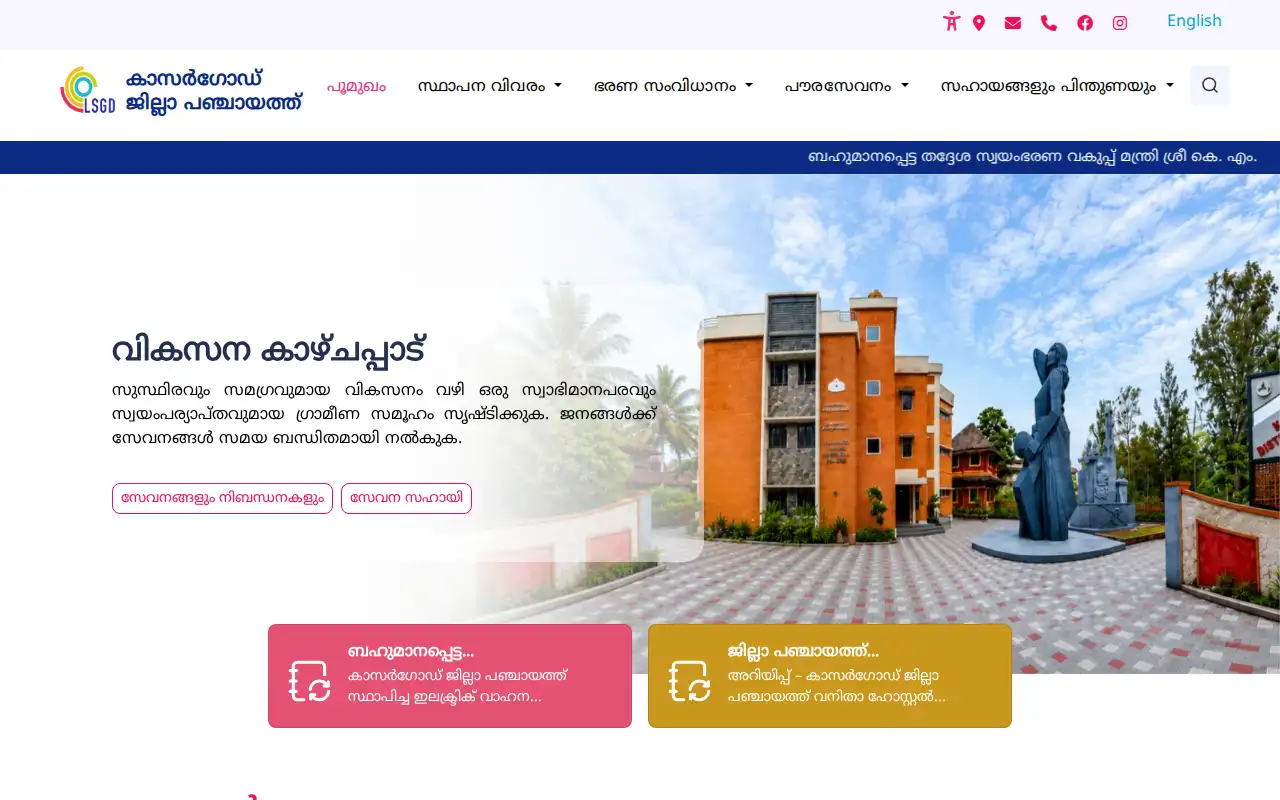 English
കാസർഗോഡ്
ജില്ലാ പഞ്ചായത്ത്
LSGD
പൂമുഖം
സ്ഥാപന വിവരം
ഭരണ സംവിധാനം
പൗരസേവനം
സഹായങ്ങളും പിന്തുണയും
ബഹുമാനപ്പെട്ട തദ്ദേശ സ്വയംഭരണ വകുപ്പ് മന്ത്രി ശ്രീ കെ. എം.
വികസന കാഴ്ചപ്പാട്
സുസ്ഥിരവും സമഗ്രവുമായ വികസനം വഴി ഒരു സ്വാഭിമാനപരവും
സ്വയംപര്യാപ്തവുമായ ഗ്രാമീണ സമൂഹം സൃഷ്ടിക്കുക. ജനങ്ങൾക്ക്
സേവനങ്ങൾ സമയ ബന്ധിതമായി നൽകുക.
സേവനങ്ങളും നിബന്ധനകളും
സേവന സഹായി
ബഹുമാനപ്പെട്ട...
കാസർഗോഡ് ജില്ലാ പഞ്ചായത്ത്
സ്ഥാപിച്ച ഇലക്ട്രിക് വാഹന...
ജില്ലാ പഞ്ചായത്ത്...
അറിയിപ്പ് – കാസർഗോഡ് ജില്ലാ
പഞ്ചായത്ത് വനിതാ ഹോസ്റ്റൽ...